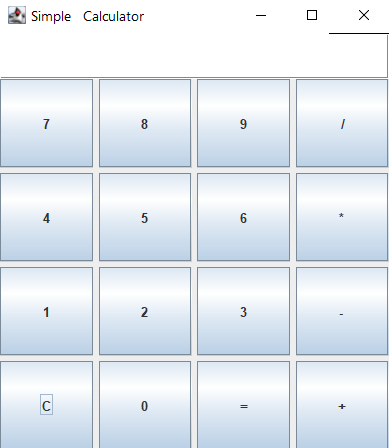 Simple Calculator
7 8 9 /
4 5 6 *
1 2 3 -
C 0 = +